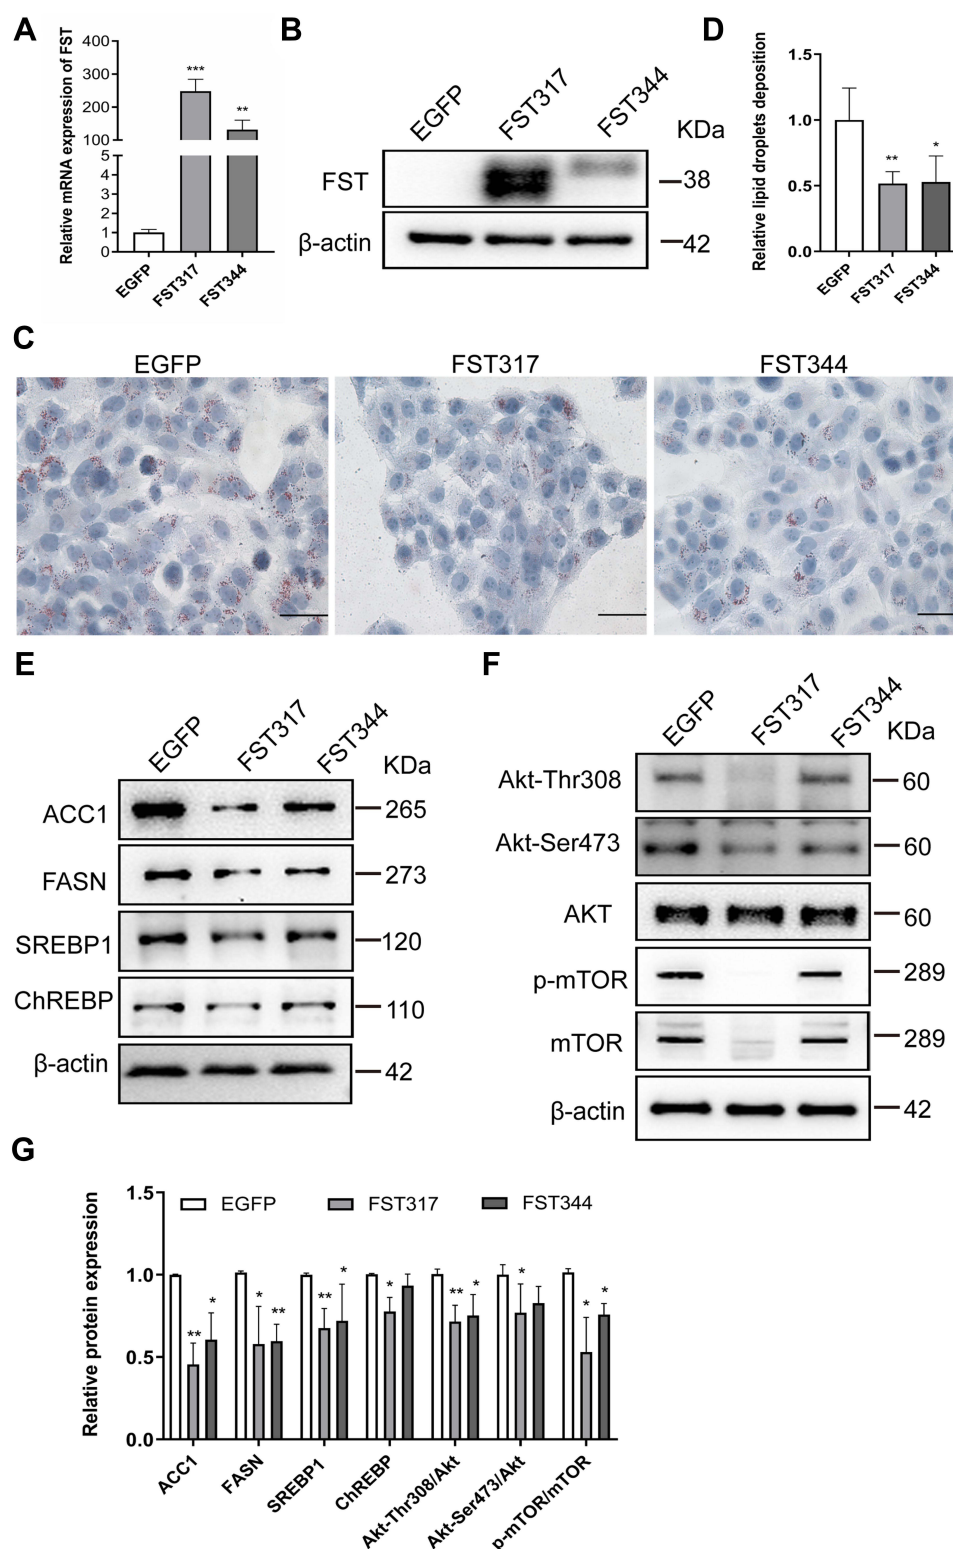 A
Relative mRNA expression of FST
400
300
200
100
5
4
3
2
1
0
***
**
EGFP
FST317
FST344
B
EGFP
FST317
FST344
KDa
FST
38
β-actin
42
D
Relative lipid droplets deposition
1.5
1.0
0.5
0.0
**
*
EGFP
FST317
FST344
C
EGFP
FST317
FST344
E
EGFP
FST317
FST344
KDa
ACC1
265
FASN
273
SREBP1
120
ChREBP
110
β-actin
42
F
EGFP
FST317
FST344
KDa
Akt-Thr308
60
Akt-Ser473
60
AKT
60
p-mTOR
289
mTOR
289
β-actin
42
G
Relative protein expression
1.5
1.0
0.5
0.0
EGFP
FST317
FST344
** *
* **
** *
*
** *
*
* *
ACC1
FASN
SREBP1
ChREBP
Akt-Thr308/Akt
Akt-Ser473/Akt
p-mTOR/mTOR